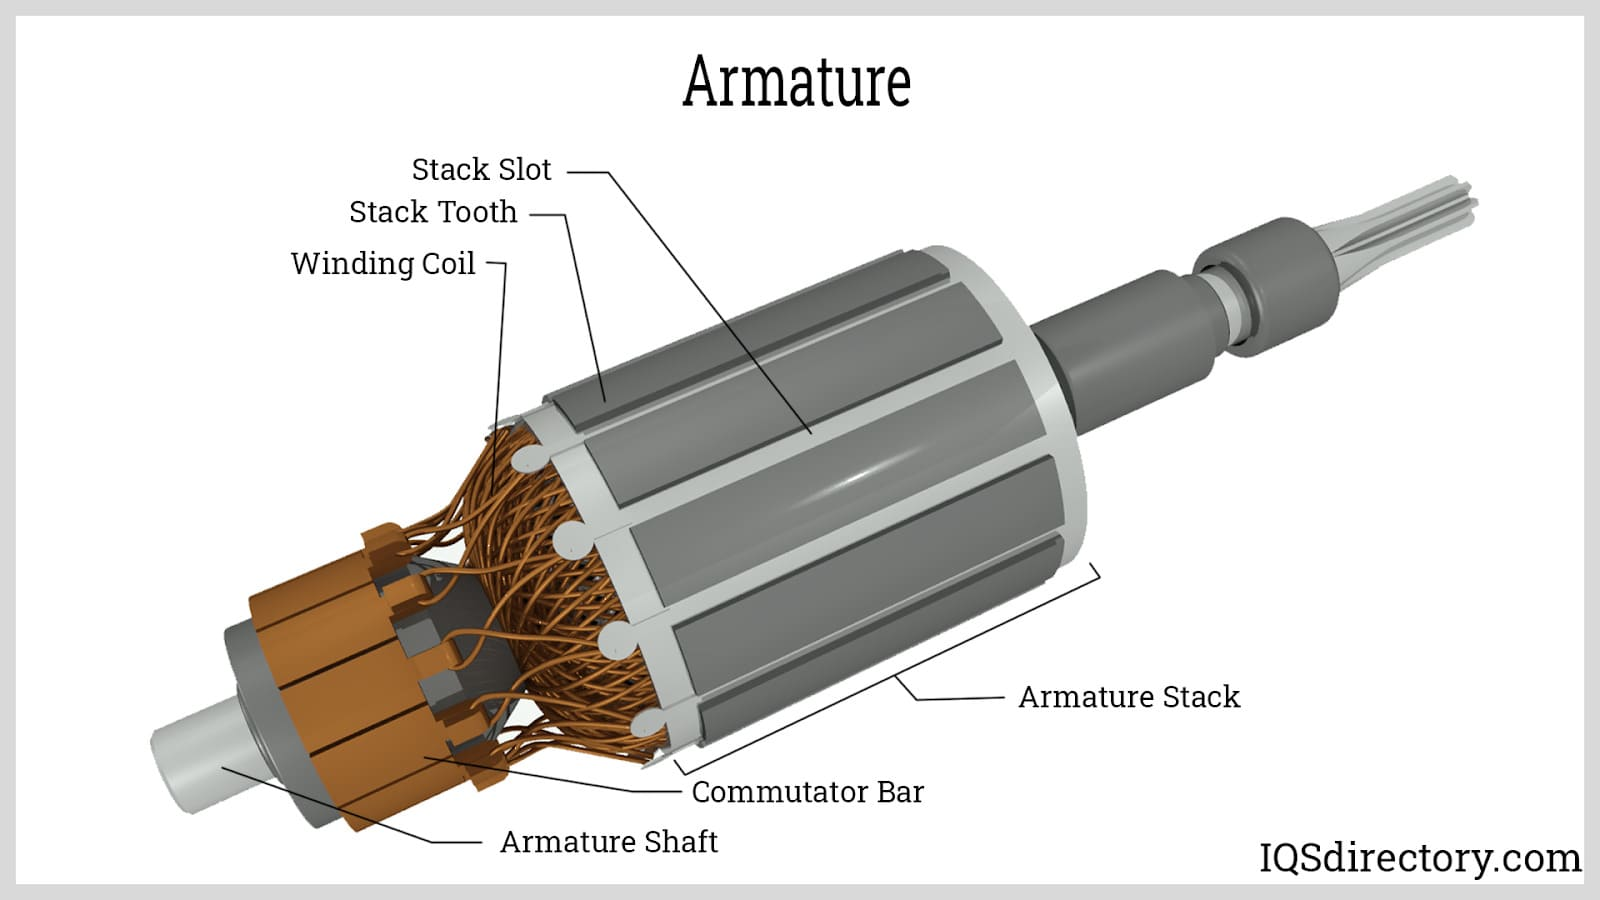 Armature
Stack Slot
Stack Tooth
Winding Coil
Armature Stack
Commutator Bar
Armature Shaft
IQSdirectory.com